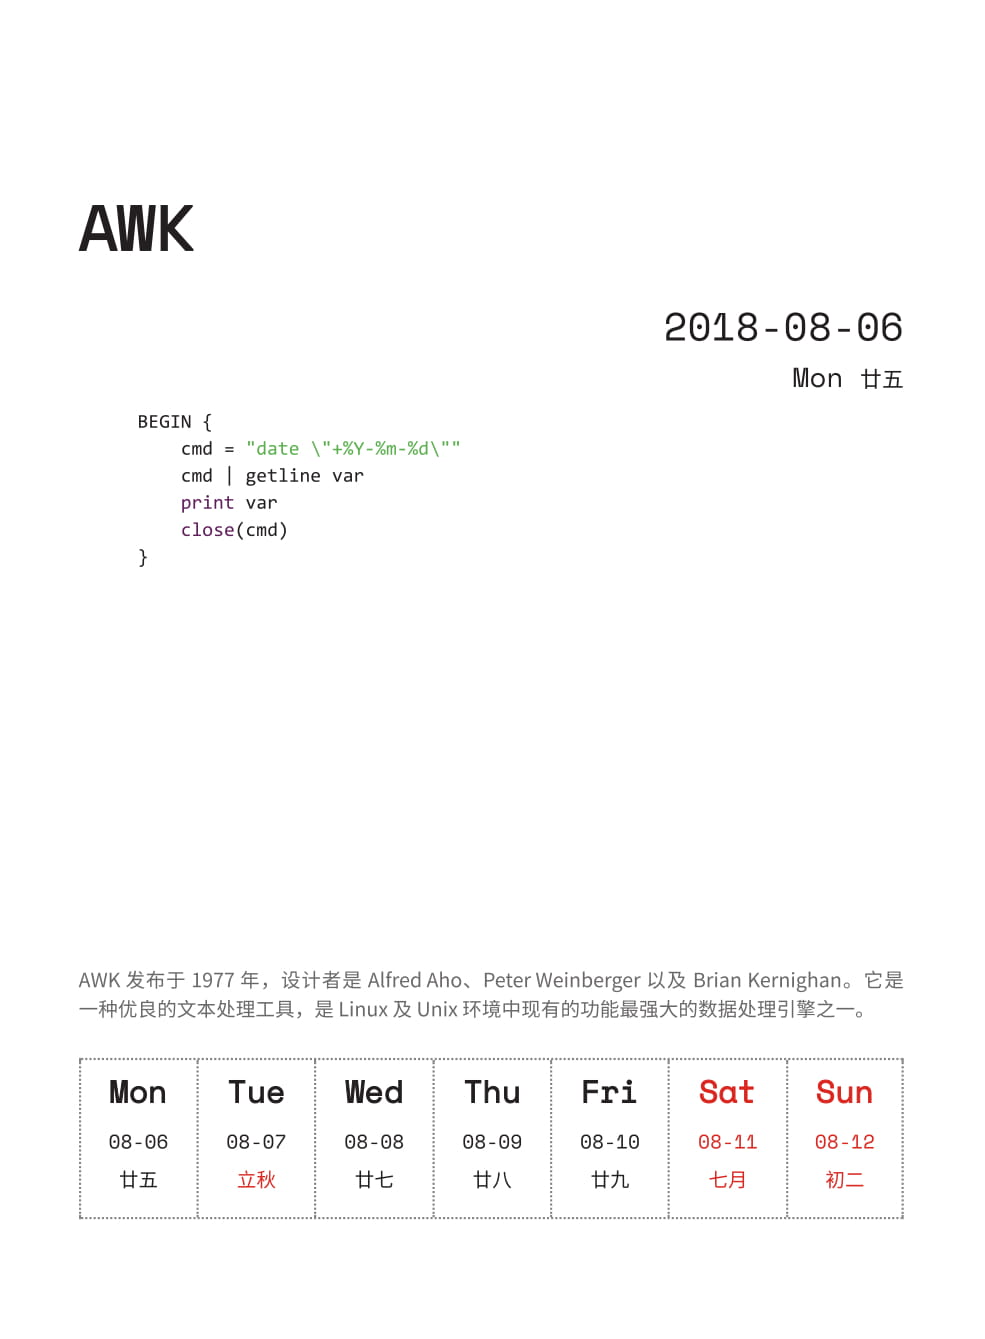 AWK
2018-08-06
Mon 廿五
BEGIN {
    cmd = "date \"+%Y-%m-%d\""
    cmd | getline var
    print var
    close(cmd)
}
AWK 发布于 1977 年，设计者是 Alfred Aho、Peter Weinberger 以及 Brian Kernighan。它是
一种优良的文本处理工具，是 Linux 及 Unix 环境中现有的功能最强大的数据处理引擎之一。
Mon Tue Wed Thu Fri Sat Sun
08-06 08-07 08-08 08-09 08-10 08-11 08-12
廿五 立秋 廿七 廿八 廿九 七月 初二